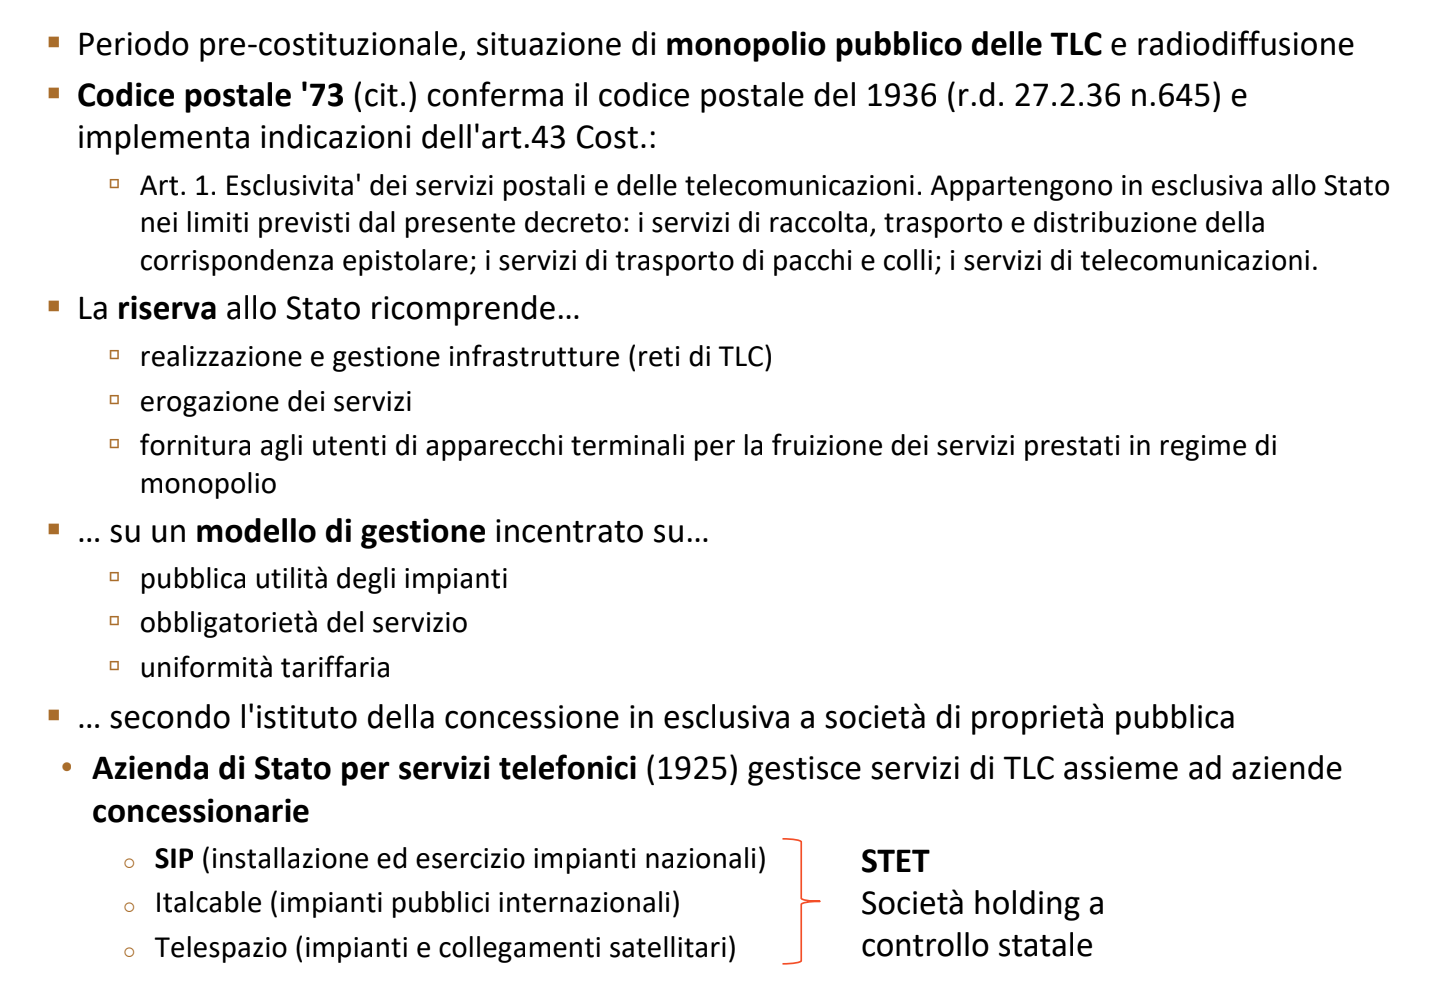 Periodo pre-costituzionale, situazione di monopolio pubblico delle TLC e radiodiffusione
Codice postale '73 (cit.) conferma il codice postale del 1936 (r.d. 27.2.36 n.645) e
implementa indicazioni dell'art.43 Cost.:
Art. 1. Esclusivita' dei servizi postali e delle telecomunicazioni. Appartengono in esclusiva allo Stato
nei limiti previsti dal presente decreto: i servizi di raccolta, trasporto e distribuzione della
corrispondenza epistolare; i servizi di trasporto di pacchi e colli; i servizi di telecomunicazioni.
La riserva allo Stato ricomprende…
realizzazione e gestione infrastrutture (reti di TLC)
erogazione dei servizi
fornitura agli utenti di apparecchi terminali per la fruizione dei servizi prestati in regime di
monopolio
… su un modello di gestione incentrato su…
pubblica utilità degli impianti
obbligatorietà del servizio
uniformità tariffaria
… secondo l'istituto della concessione in esclusiva a società di proprietà pubblica
Azienda di Stato per servizi telefonici (1925) gestisce servizi di TLC assieme ad aziende
concessionarie
SIP (installazione ed esercizio impianti nazionali)
Italcable (impianti pubblici internazionali)
Telespazio (impianti e collegamenti satellitari)
STET
Società holding a
controllo statale